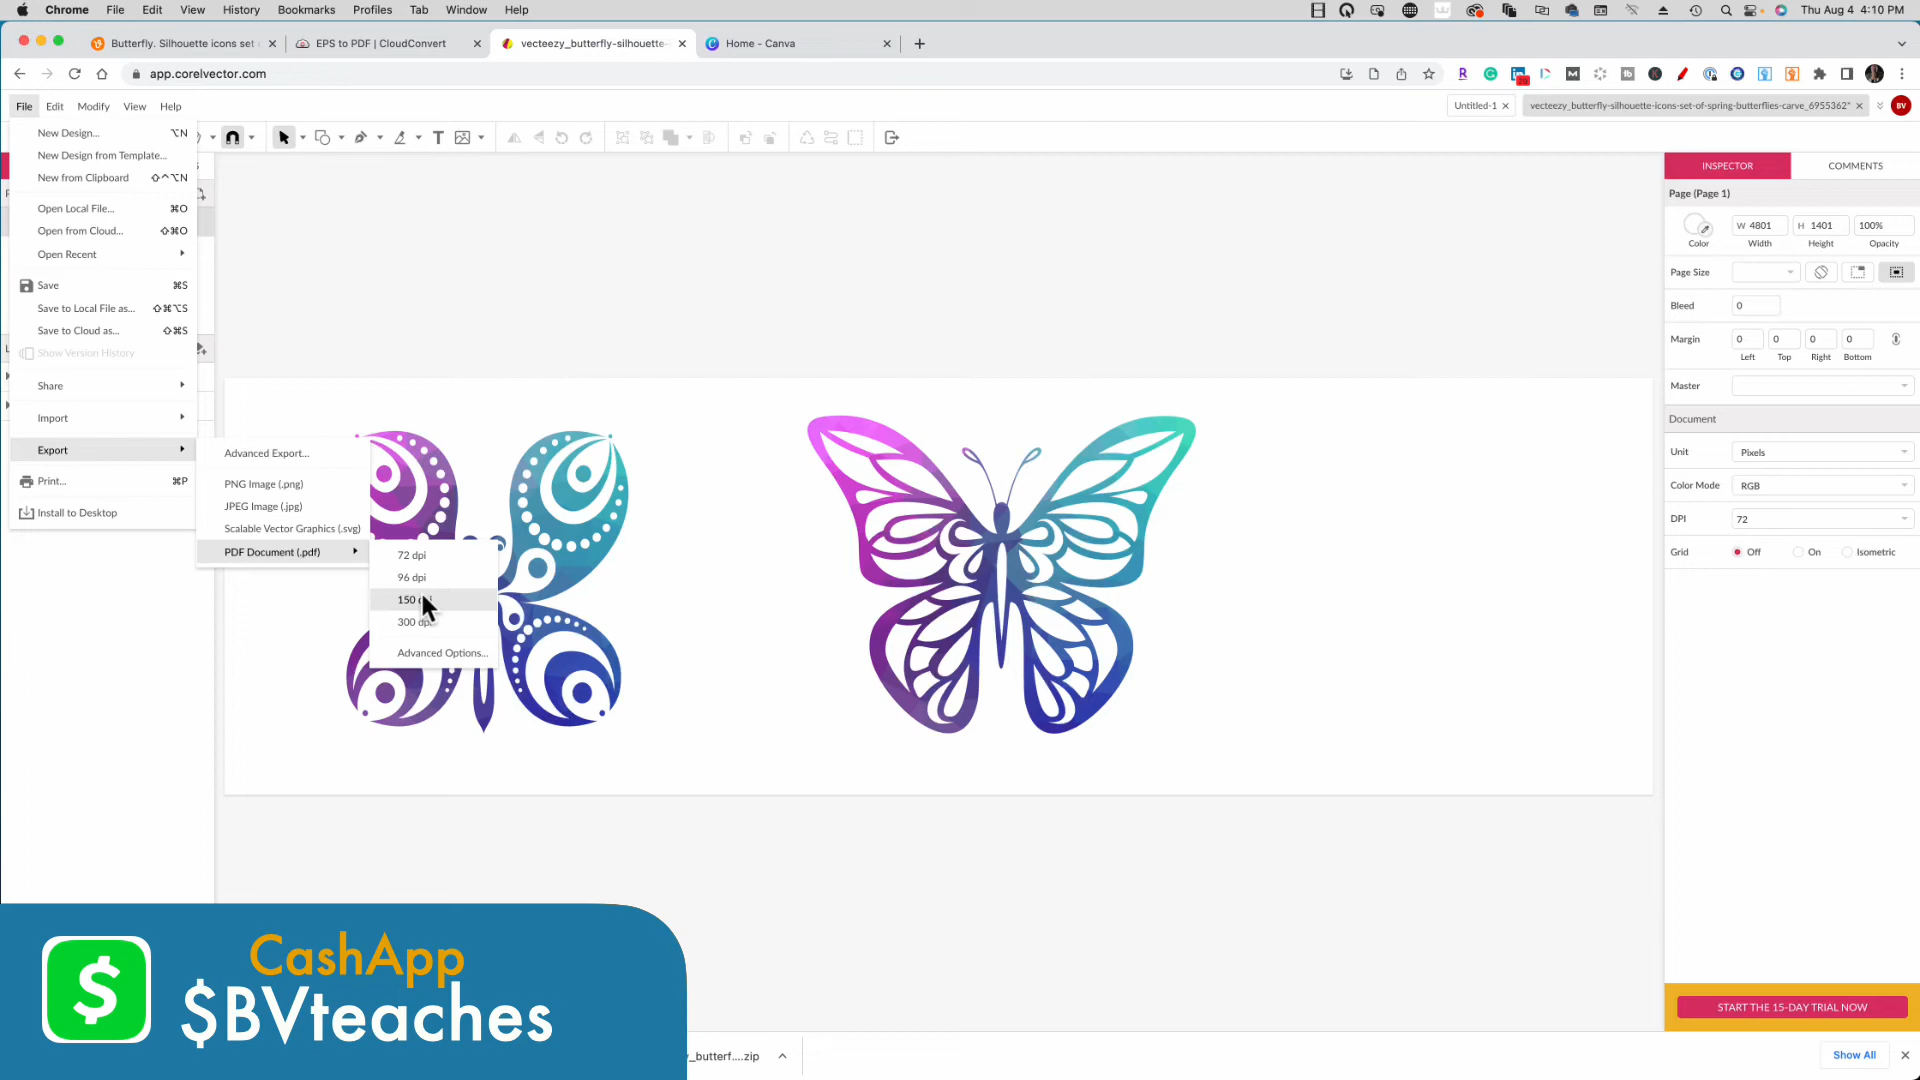 Chrome File Edit View History Bookmarks Profiles Tab Window Help Thu Aug 4 4:10 PM
Butterfly. Silhouette icons set EPS to PDF | CloudConvert vecteezy_butterfly-silhouette- Home - Canva
app.corelvector.com
File Edit Modify View Help Untitled-1 vecteezy_butterfly-silhouette-icons-set-of-spring-butterflies-carve_6955362* BV
New Design... ⌥N
New Design from Template...
New from Clipboard ⇧^⌥N
Open Local File... ⌘O
Open from Cloud... ⇧⌘O
Open Recent
Save ⌘S
Save to Local File as... ⇧⌘⌥S
Save to Cloud as... ⇧⌘S
Show Version History
Share
Import
Export
Print... ⌘P
Install to Desktop
Advanced Export...
PNG Image (.png)
JPEG Image (.jpg)
Scalable Vector Graphics (.svg)
PDF Document (.pdf)
72 dpi
96 dpi
150
300 dpi
Advanced Options...
INSPECTOR COMMENTS
Page (Page 1)
W 4801 H 1401 100%
Color Width Height Opacity
Page Size
Bleed 0
Margin 0 0 0 0
Left Top Right Bottom
Master
Document
Unit Pixels
Color Mode RGB
DPI 72
Grid Off On Isometric
START THE 15-DAY TRIAL NOW
CashApp
$BVteaches
y_butterf....zip
Show All